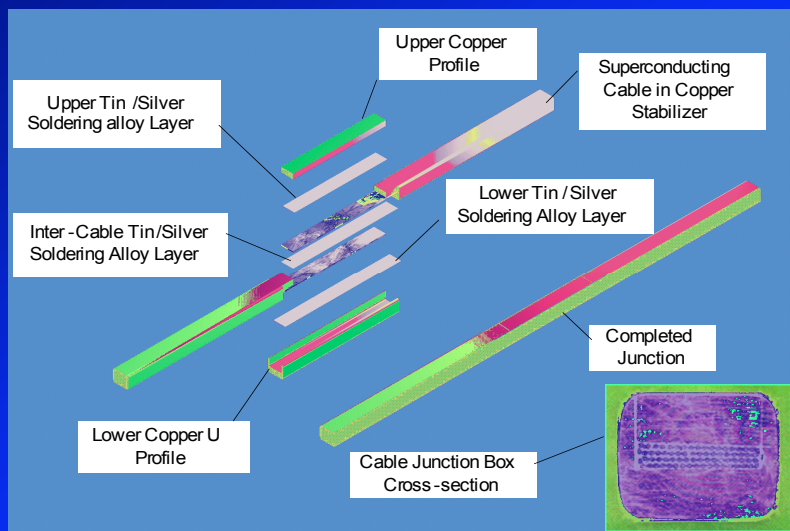 Upper Copper
Profile
Superconducting
Cable in Copper
Stabilizer
Upper Tin /Silver
Soldering alloy Layer
Lower Tin / Silver
Soldering Alloy Layer
Inter -Cable Tin/Silver
Soldering Alloy Layer
Completed
Junction
Lower Copper U
Profile
Cable Junction Box
Cross -section